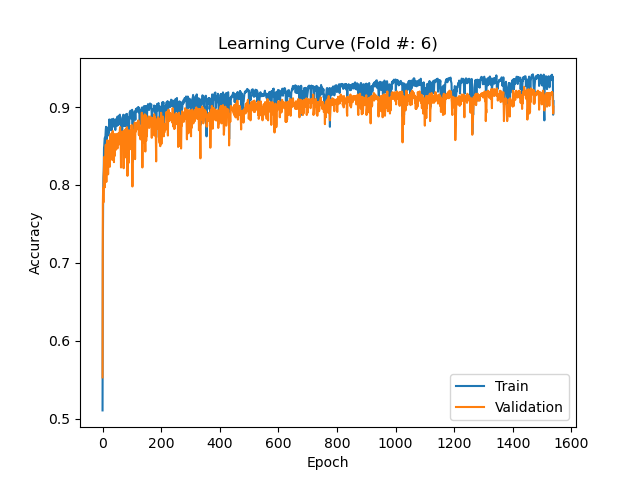 Learning Curve (Fold #: 6)
Accuracy
0.9
0.8
0.7
0.6
0.5
0 200 400 600 800 1000 1200 1400 1600
Epoch
Train
Validation